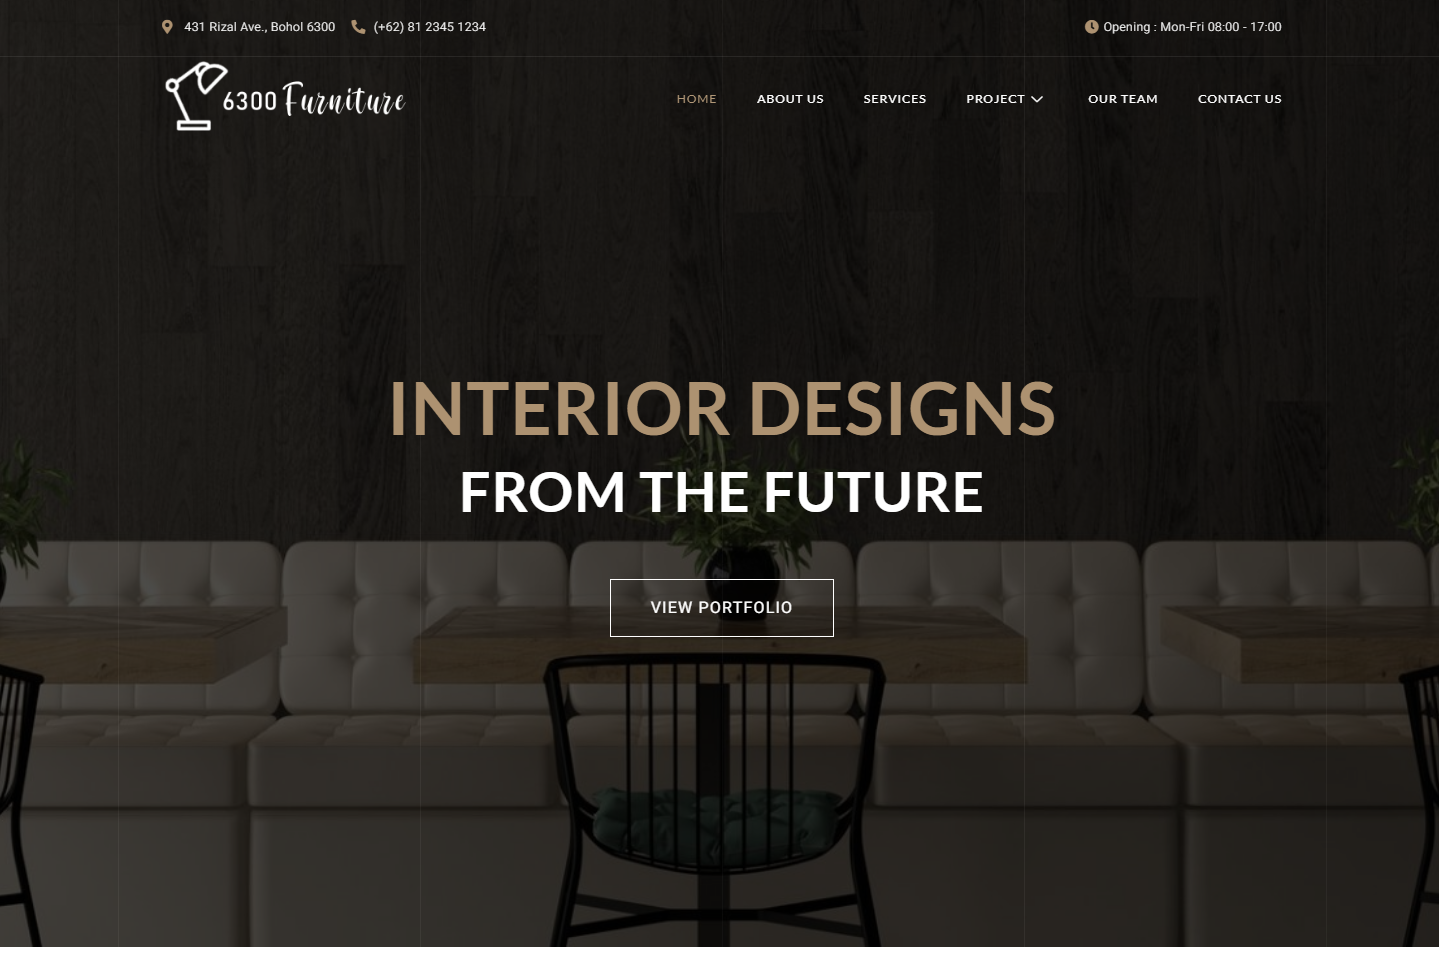 431 Rizal Ave., Bohol 6300 (+62) 81 2345 1234 Opening : Mon-Fri 08:00 - 17:00
6300 Furniture HOME ABOUT US SERVICES PROJECT OUR TEAM CONTACT US
INTERIOR DESIGNS
FROM THE FUTURE
VIEW PORTFOLIO